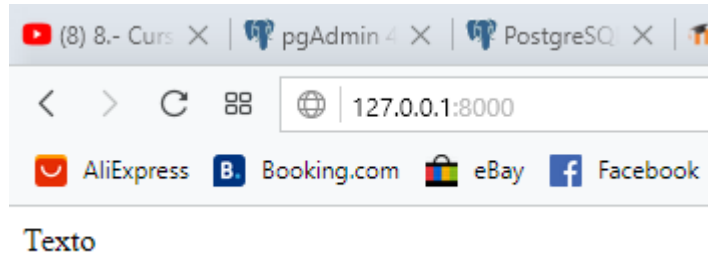 (8) 8.- Curs pgAdmin 4 PostgreSQ
127.0.0.1:8000
B. AliExpress Booking.com eBay f Facebook
Texto